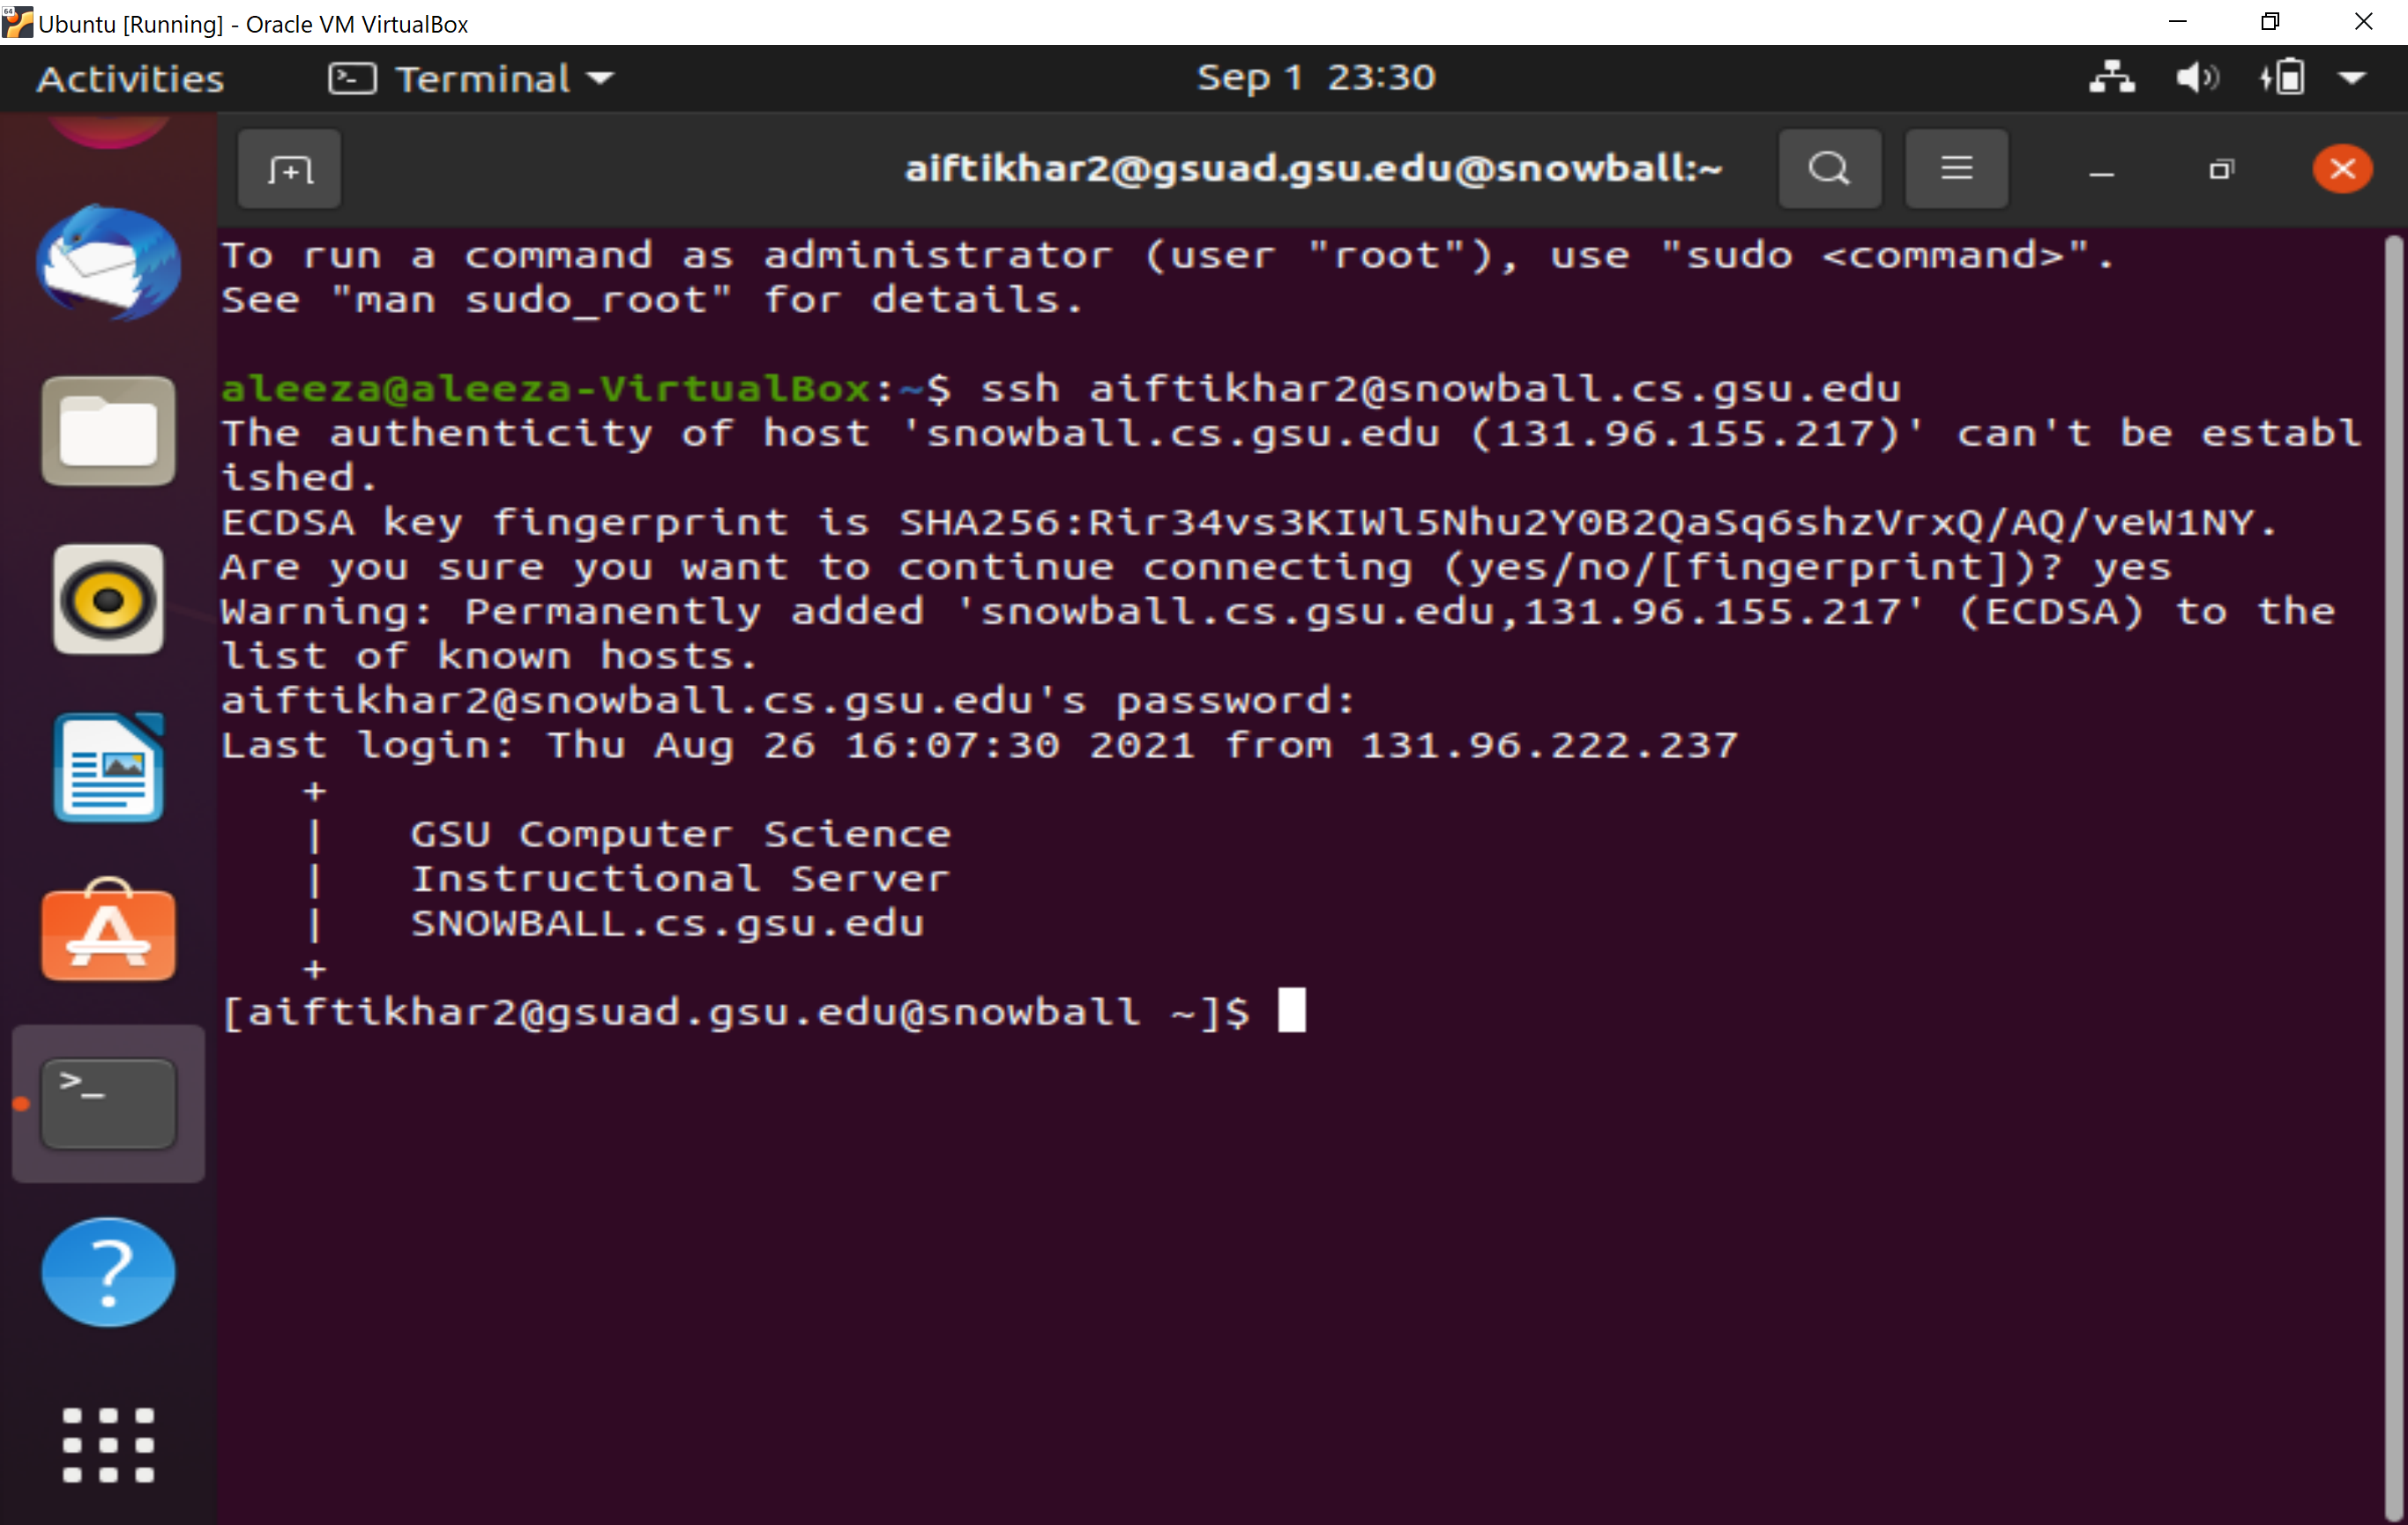 64
Ubuntu [Running] - Oracle VM VirtualBox
Activities
>_ Terminal
Sep 1 23:30
aiftikhar2@gsuad.gsu.edu@snowball:~
To run a command as administrator (user "root"), use "sudo <command>".
See "man sudo_root" for details.
aleeza@aleeza-VirtualBox:~$ ssh aiftikhar2@snowball.cs.gsu.edu
The authenticity of host 'snowball.cs.gsu.edu (131.96.155.217)' can't be establ
ished.
ECDSA key fingerprint is SHA256:Rir34vs3KIWl5Nhu2Y0B2QaSq6shzVrxQ/AQ/veW1NY.
Are you sure you want to continue connecting (yes/no/[fingerprint])? yes
Warning: Permanently added 'snowball.cs.gsu.edu,131.96.155.217' (ECDSA) to the
list of known hosts.
aiftikhar2@snowball.cs.gsu.edu's password:
Last login: Thu Aug 26 16:07:30 2021 from 131.96.222.237
+
| GSU Computer Science
| Instructional Server
| SNOWBALL.cs.gsu.edu
+
[aiftikhar2@gsuad.gsu.edu@snowball ~]$
>_
?